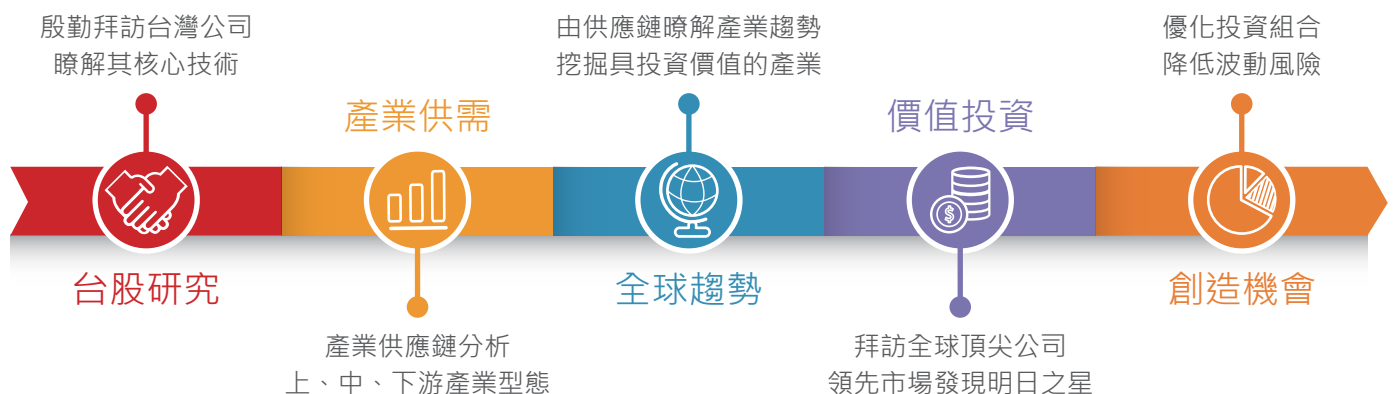 殷勤拜訪台灣公司
瞭解其核心技術
台股研究
產業供需
產業供應鏈分析
上、中、下游產業型態
由供應鏈瞭解產業趨勢
挖掘具投資價值的產業
全球趨勢
價值投資
$
拜訪全球頂尖公司
領先市場發現明日之星
優化投資組合
降低波動風險
創造機會